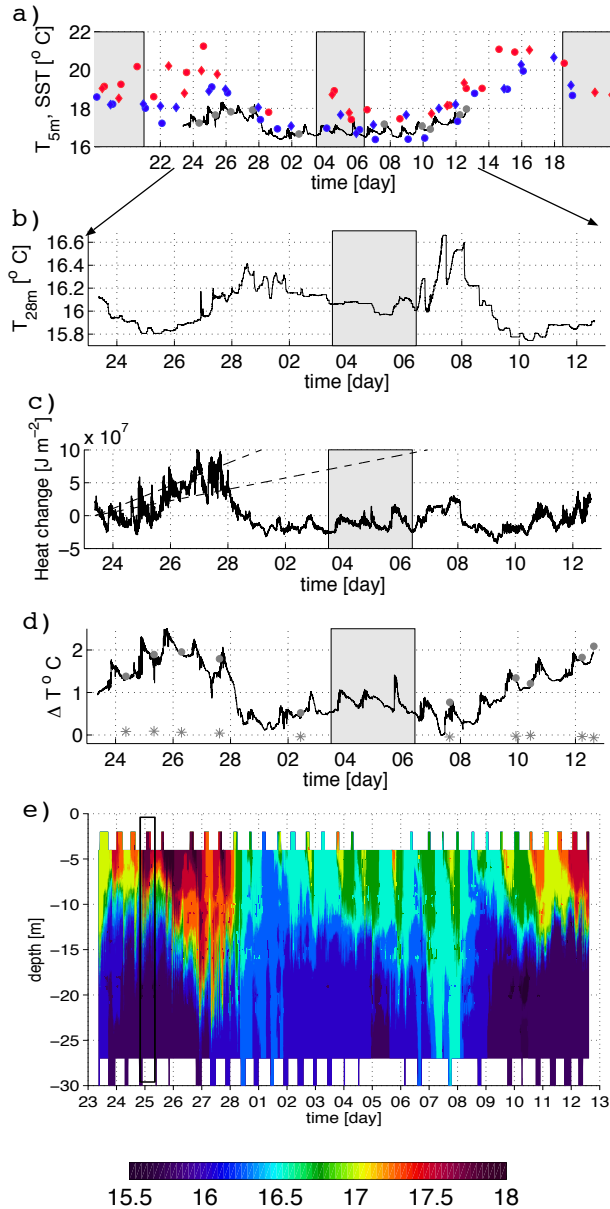 a)
22
20
18
16
T5m, SST [° C]
22 24 26 28 30 02 04 06 08 10 12 14 16 18 20
time [day]
b)
16.6
16.4
16.2
16
15.8
T28m [° C]
24 26 28 02 04 06 08 10 12
time [day]
c)
x 10^7
10
5
0
−5
Heat change [J m−2]
24 26 28 02 04 06 08 10 12
time [day]
d)
2
1
0
Δ T ° C
24 26 28 02 04 06 08 10 12
time [day]
e)
0
−5
−10
−15
−20
−25
−30
depth [m]
23 24 25 26 27 28 01 02 03 04 05 06 07 08 09 10 11 12 13
time [day]
15.5 16 16.5 17 17.5 18